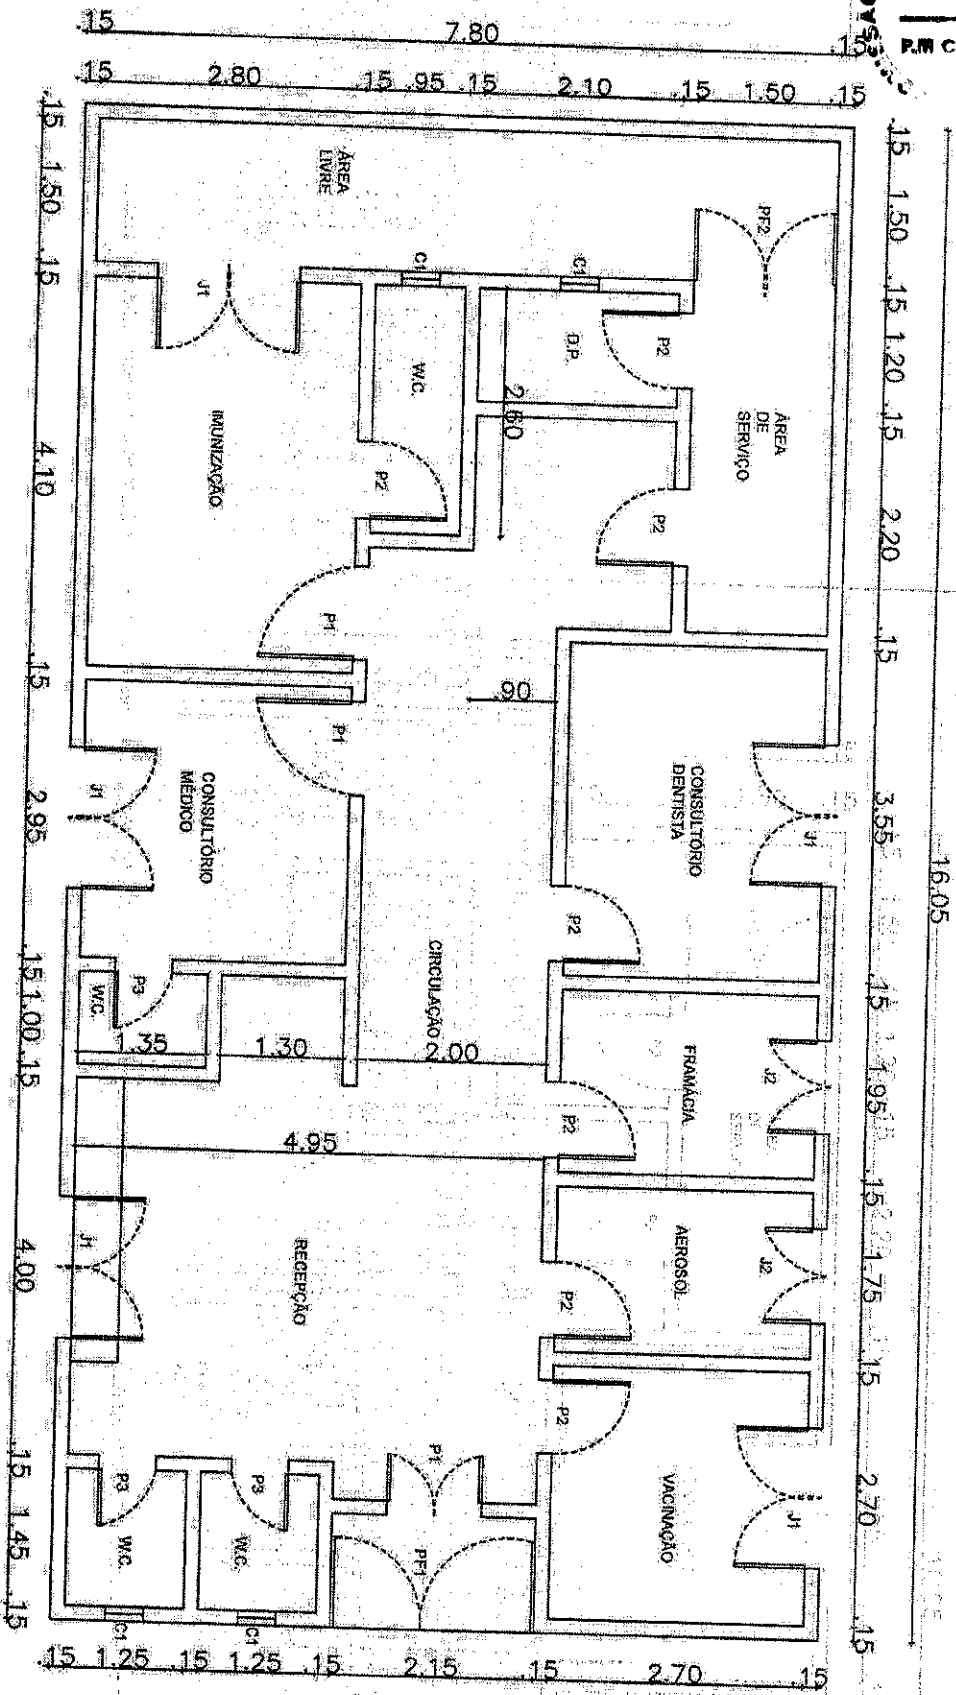 P.M C
.15 7.80 .15
.15 2.80 .15 .95 .15 2.10 .15 1.50 .15
.15 1.50 .15 4.10 .15 2.95 .15 1.00 .15 4.00 .15 1.45 .15
.15 1.50 .15 1.20 .15 2.20 .15 3.55 .15 1.95 .15 1.75 .15 2.70 .15
16.05
ÁREA
LIVRE
PF2
J1
C1
C1
W.C.
D.P.
P2
2.60
ÁREA
DE
SERVIÇO
IMUNIZAÇÃO
P2
P2
P1
.90
P1
J1
CONSULTÓRIO
MÉDICO
CONSULTÓRIO
DENTISTA
J1
P2
CIRCULAÇÃO
P3
W.C.
1.35
1.30
2.00
FRAMÁCIA
J2
P2
4.95
RECEPÇÃO
J1
AEROSOL
J2
P2
P2
VACINAÇÃO
J1
P3
W.C.
P3
W.C.
P1
PF1
C1
C1
.15 1.25 .15 1.25 .15 2.15 .15 2.70 .15